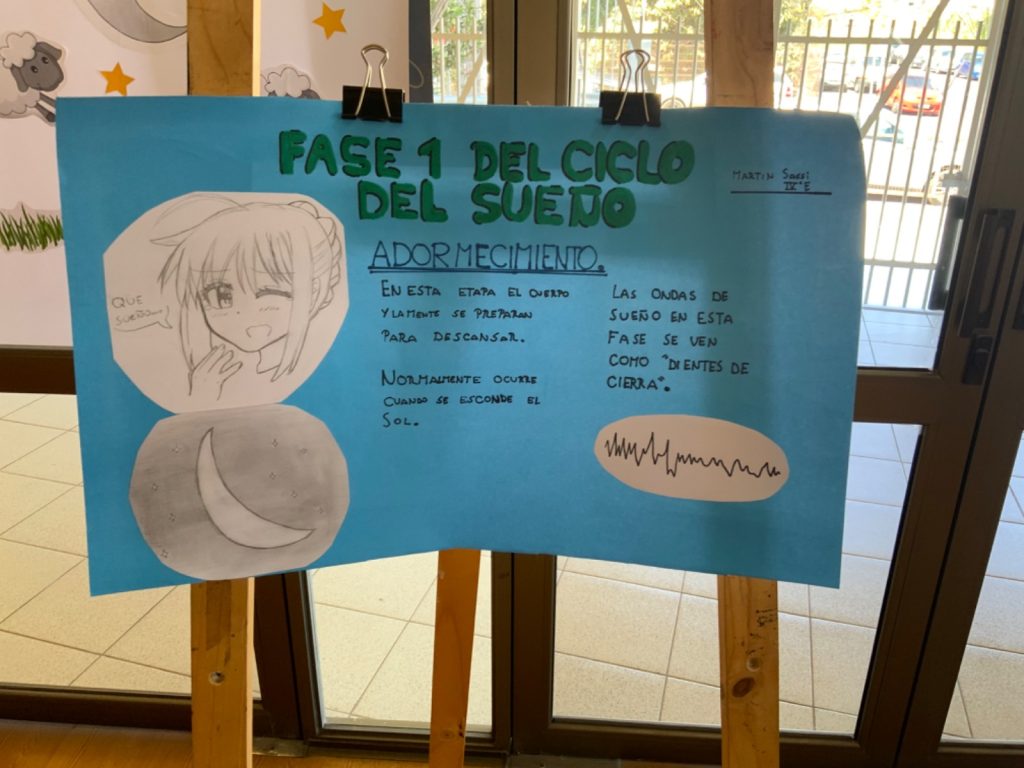 FASE 1 DEL CICLO
DEL SUEÑO
MARTIN Sassi
IV°E
ADORMECIMIENTO.
QUE
SUEÑO...
EN ESTA ETAPA EL CUERPO
Y LA MENTE SE PREPARAN
PARA DESCANSAR.
NORMALMENTE OCURRE
CUANDO SE ESCONDE EL
SOL.
LAS ONDAS DE
SUEÑO EN ESTA
FASE SE VEN
COMO "DIENTES DE
CIERRA".